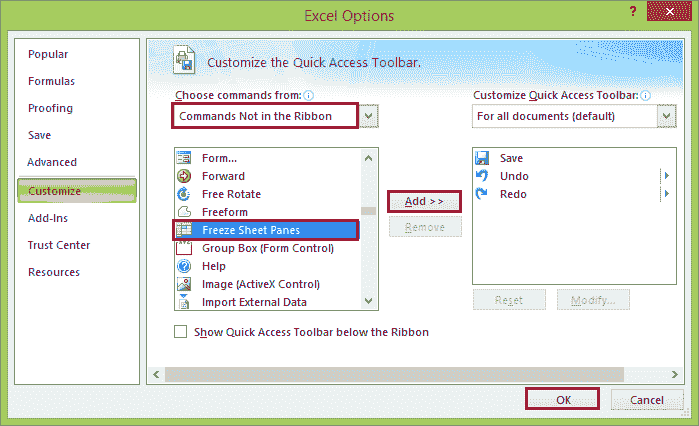 Excel Options
?
Popular
Formulas
Proofing
Save
Advanced
Customize
Add-Ins
Trust Center
Resources
Customize the Quick Access Toolbar.
Choose commands from:
Commands Not in the Ribbon
Form...
Forward
Free Rotate
Freeform
Freeze Sheet Panes
Group Box (Form Control)
Help
Image (ActiveX Control)
Import External Data
Show Quick Access Toolbar below the Ribbon
Add >>
Remove
Customize Quick Access Toolbar:
For all documents (default)
Save
Undo
Redo
Reset
Modify...
OK
Cancel